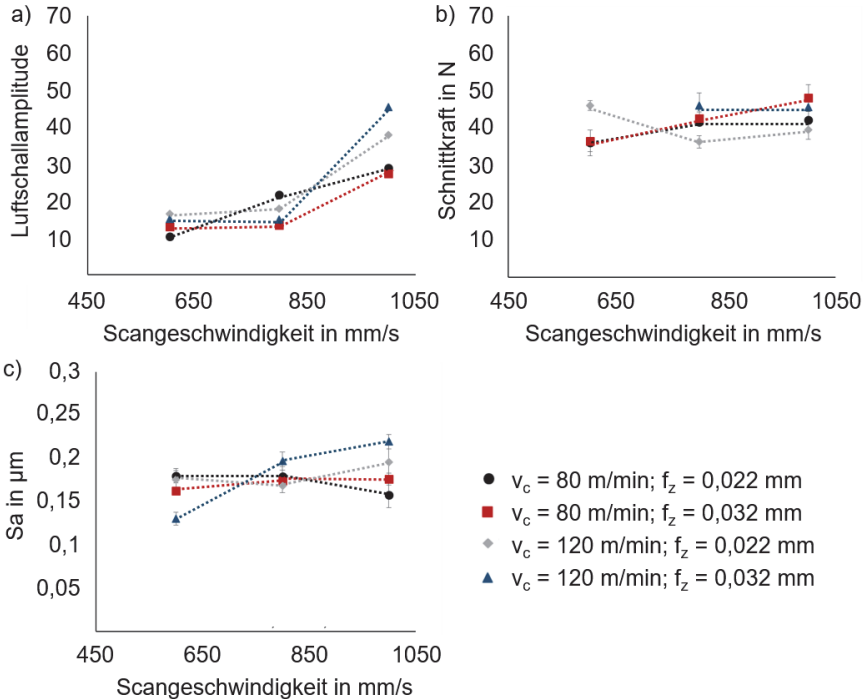 a)
Luftschallamplitude
70
60
50
40
30
20
10
450 650 850 1050
Scangeschwindigkeit in mm/s
b)
Schnittkraft in N
70
60
50
40
30
20
10
450 650 850 1050
Scangeschwindigkeit in mm/s
c)
Sa in µm
0,3
0,25
0,2
0,15
0,1
0,05
450 650 850 1050
Scangeschwindigkeit in mm/s
vc = 80 m/min; fz = 0,022 mm
vc = 80 m/min; fz = 0,032 mm
vc = 120 m/min; fz = 0,022 mm
vc = 120 m/min; fz = 0,032 mm